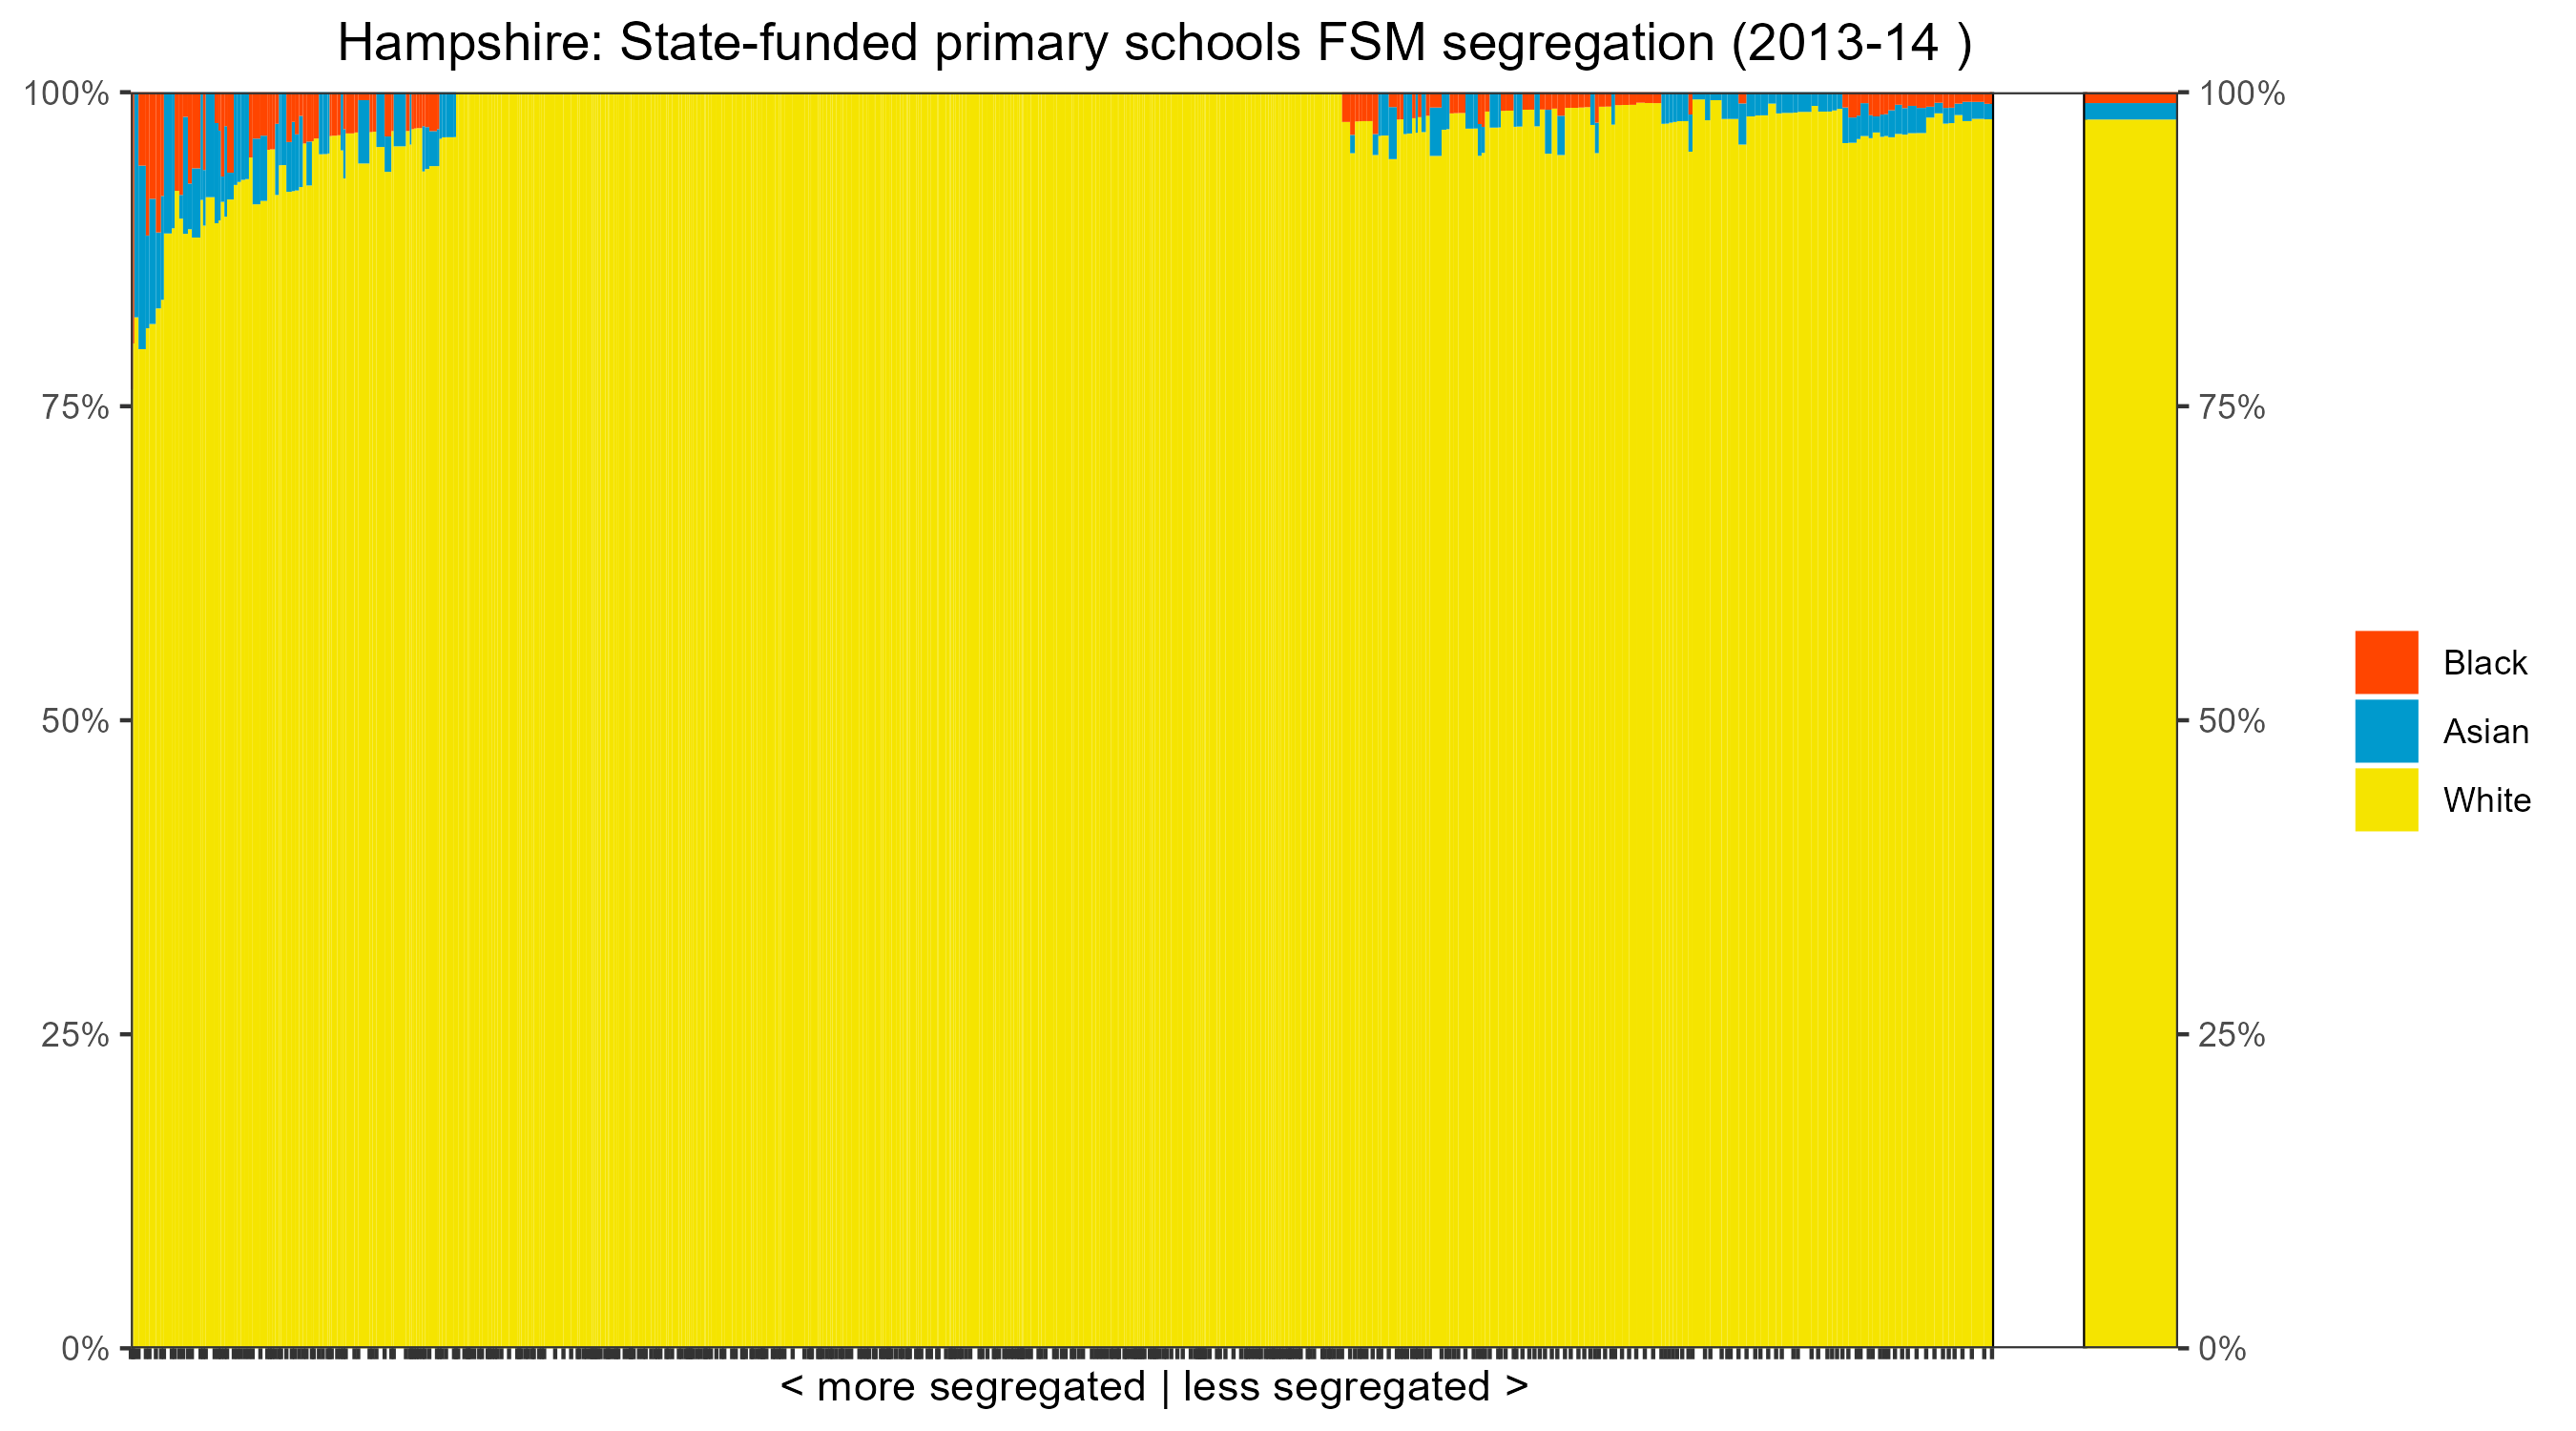 Hampshire: State-funded primary schools FSM segregation (2013-14 )
100%
75%
50%
25%
0%
100%
75%
50%
25%
0%
Black
Asian
White
< more segregated | less segregated >